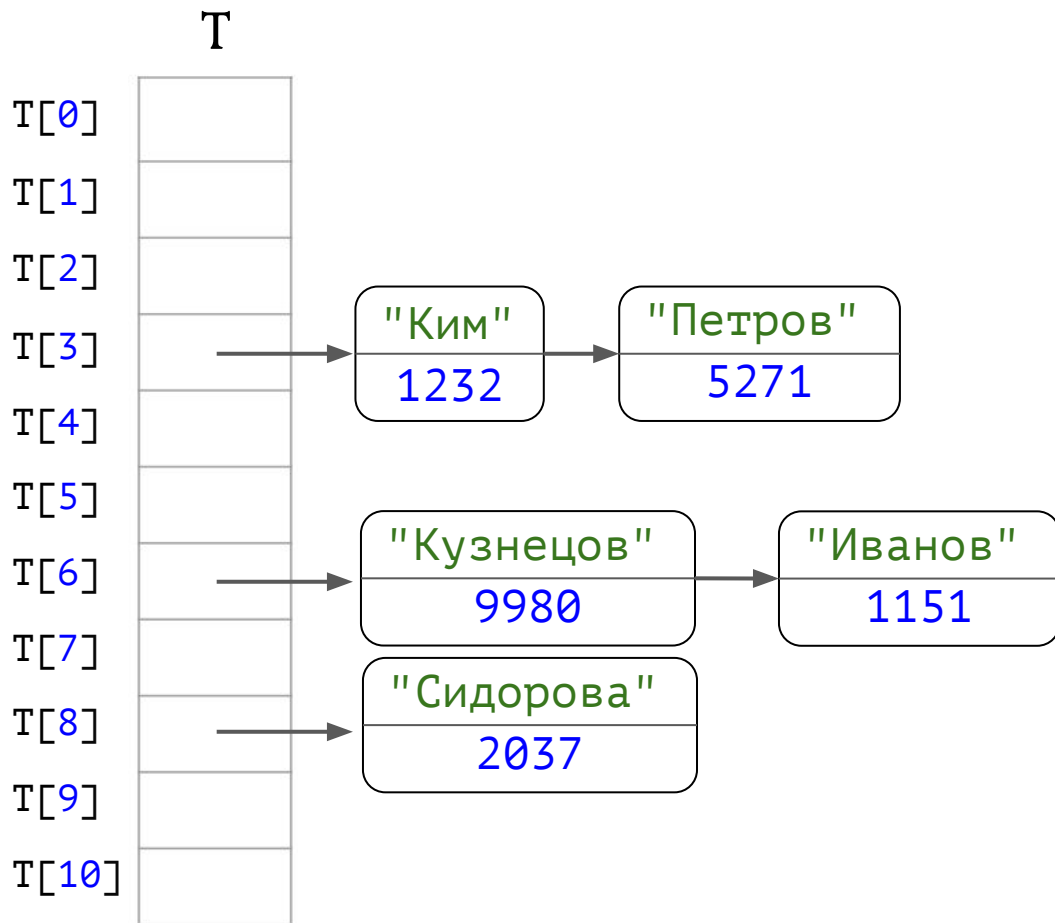 T
T[0]
T[1]
T[2]
T[3]
"Ким"
1232
"Петров"
5271
T[4]
T[5]
T[6]
"Кузнецов"
9980
"Иванов"
1151
T[7]
T[8]
"Сидорова"
2037
T[9]
T[10]